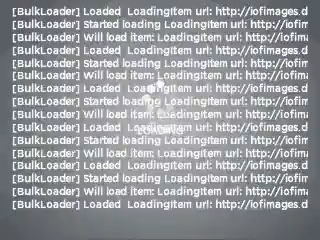 [BulkLoader] Loaded LoadingItem url: http://iofimages.d
[BulkLoader] Started loading LoadingItem url: http://iofim
[BulkLoader] Will load item: LoadingItem url: http://iofima
[BulkLoader] Loaded LoadingItem url: http://iofimages.d
[BulkLoader] Started loading LoadingItem url: http://iofim
[BulkLoader] Will load item: LoadingItem url: http://iofima
[BulkLoader] Loaded LoadingItem url: http://iofimages.d
[BulkLoader] Started loading LoadingItem url: http://iofim
[BulkLoader] Will load item: LoadingItem url: http://iofima
[BulkLoader] Loaded LoadingItem url: http://iofimages.d
LOADING
[BulkLoader] Started loading LoadingItem url: http://iofim
[BulkLoader] Will load item: LoadingItem url: http://iofima
[BulkLoader] Loaded LoadingItem url: http://iofimages.d
[BulkLoader] Started loading LoadingItem url: http://iofim
[BulkLoader] Will load item: LoadingItem url: http://iofima
[BulkLoader] Loaded LoadingItem url: http://iofimages.d